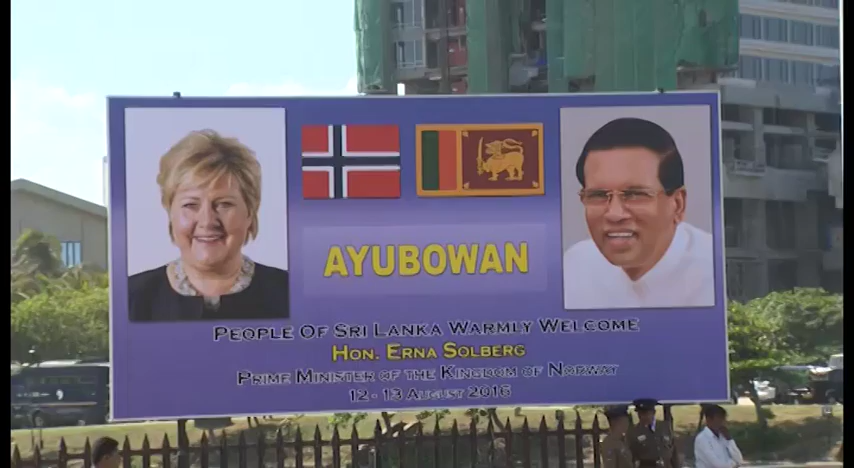 AYUBOWAN
PEOPLE OF SRI LANKA WARMLY WELCOME
HON. ERNA SOLBERG
PRIME MINISTER OF THE KINGDOM OF NORWAY
12 - 13 AUGUST 2016